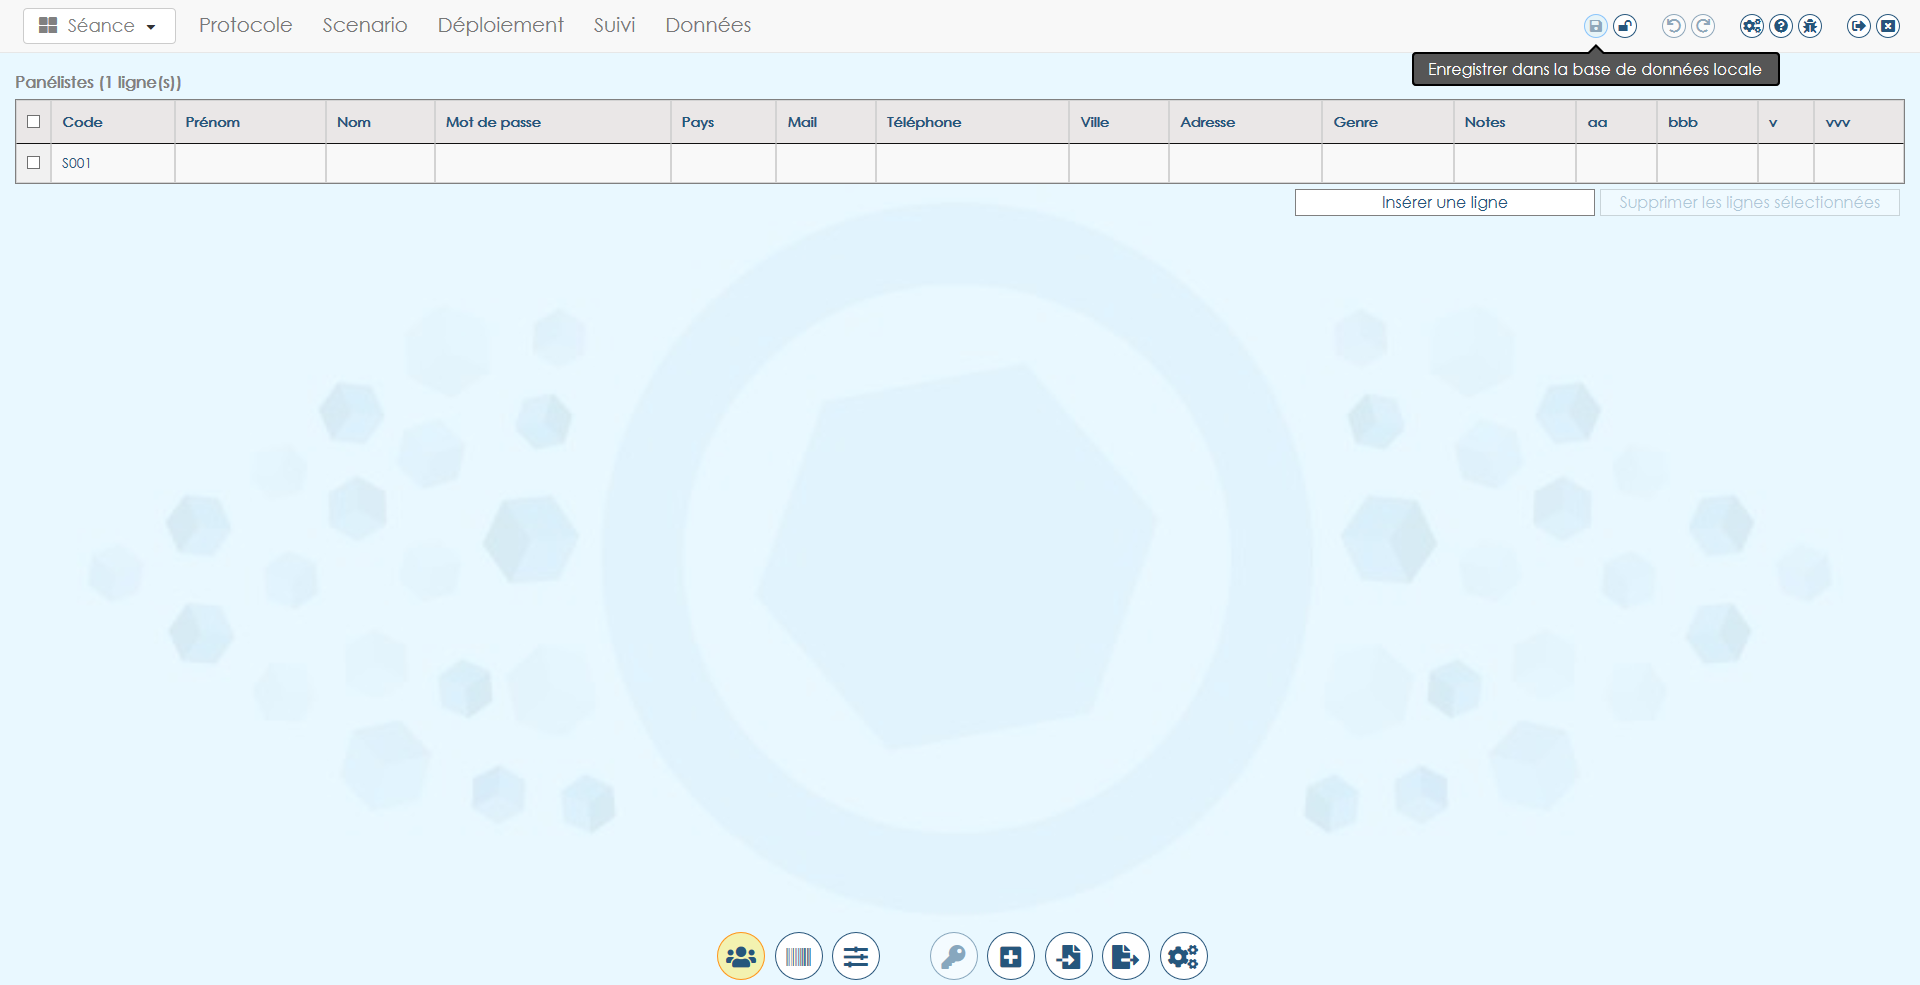 Séance Protocole Scenario Déploiement Suivi Données
Enregistrer dans la base de données locale
Panélistes (1 ligne(s))
Code Prénom Nom Mot de passe Pays Mail Téléphone Ville Adresse Genre Notes aa bbb v vvv
S001
Insérer une ligne Supprimer les lignes sélectionnées